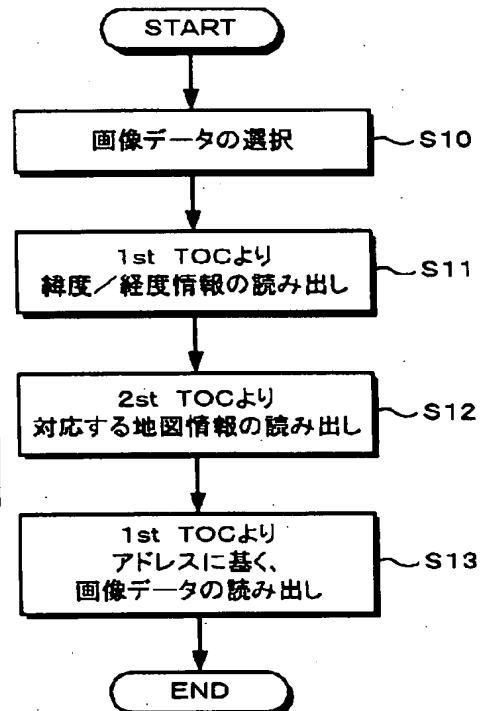 START
画像データの選択
S10
1st TOCより
緯度／経度情報の読み出し
S11
2st TOCより
対応する地図情報の読み出し
S12
1st TOCより
アドレスに基く、
画像データの読み出し
S13
END